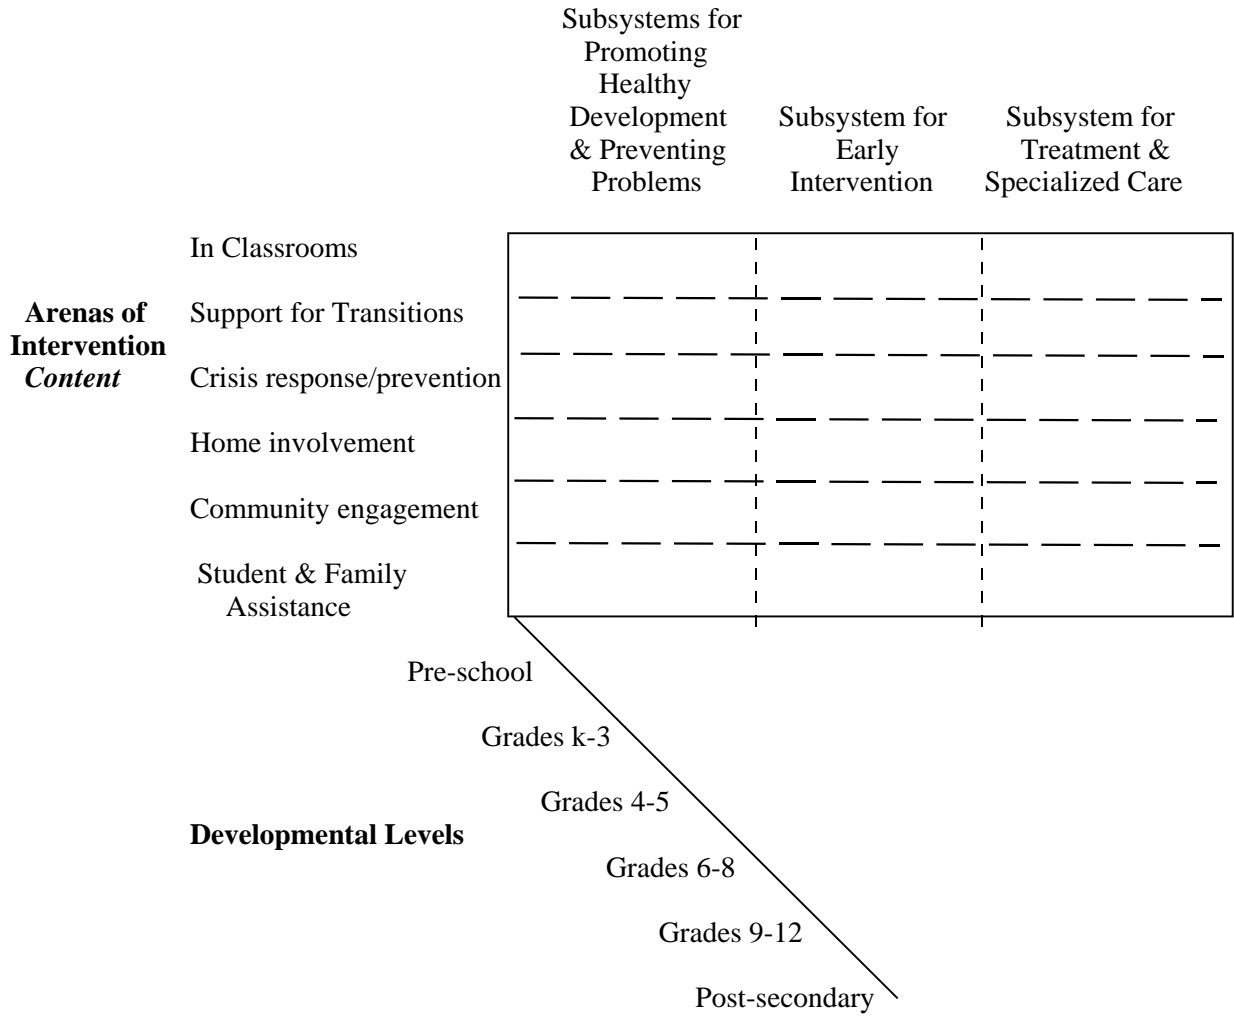 Subsystems for
Promoting
Healthy
Development
& Preventing
Problems
Subsystem for
Early
Intervention
Subsystem for
Treatment &
Specialized Care
Arenas of
Intervention
Content
In Classrooms
Support for Transitions
Crisis response/prevention
Home involvement
Community engagement
Student & Family
Assistance
Developmental Levels
Pre-school
Grades k-3
Grades 4-5
Grades 6-8
Grades 9-12
Post-secondary